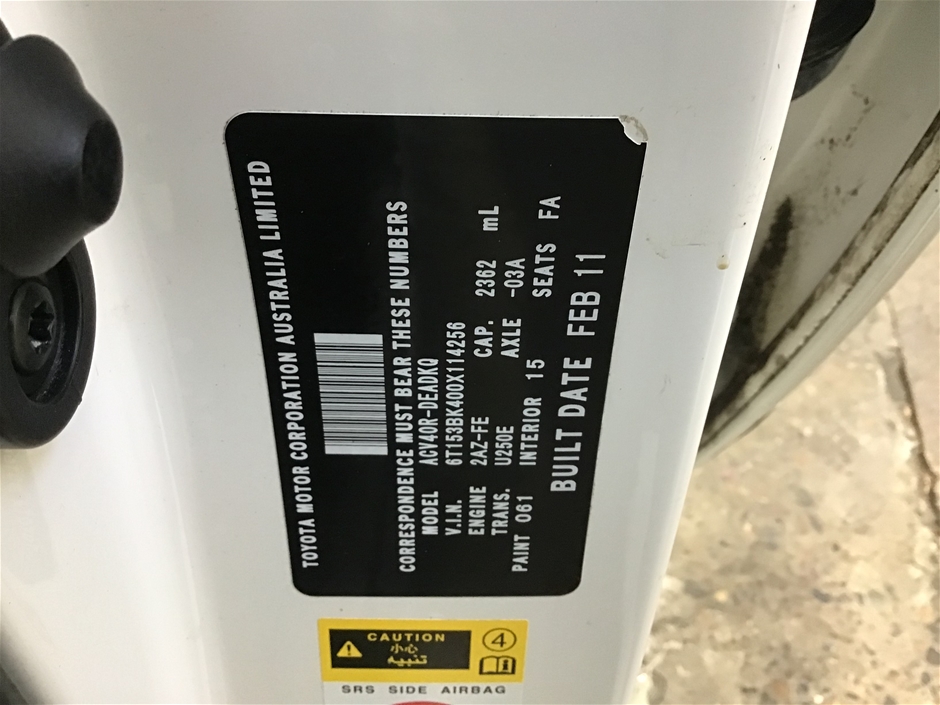 TOYOTA MOTOR CORPORATION AUSTRALIA LIMITED
CORRESPONDENCE MUST BEAR THESE NUMBERS
MODEL ACV40R-DEADKQ
V.I.N. 6T153BK400X114256
ENGINE 2AZ-FE CAP. 2362 mL
TRANS. U250E AXLE -03A
PAINT 061 INTERIOR 15 SEATS FA
BUILT DATE FEB 11
CAUTION
小心
تنبيه
4
SRS SIDE AIRBAG